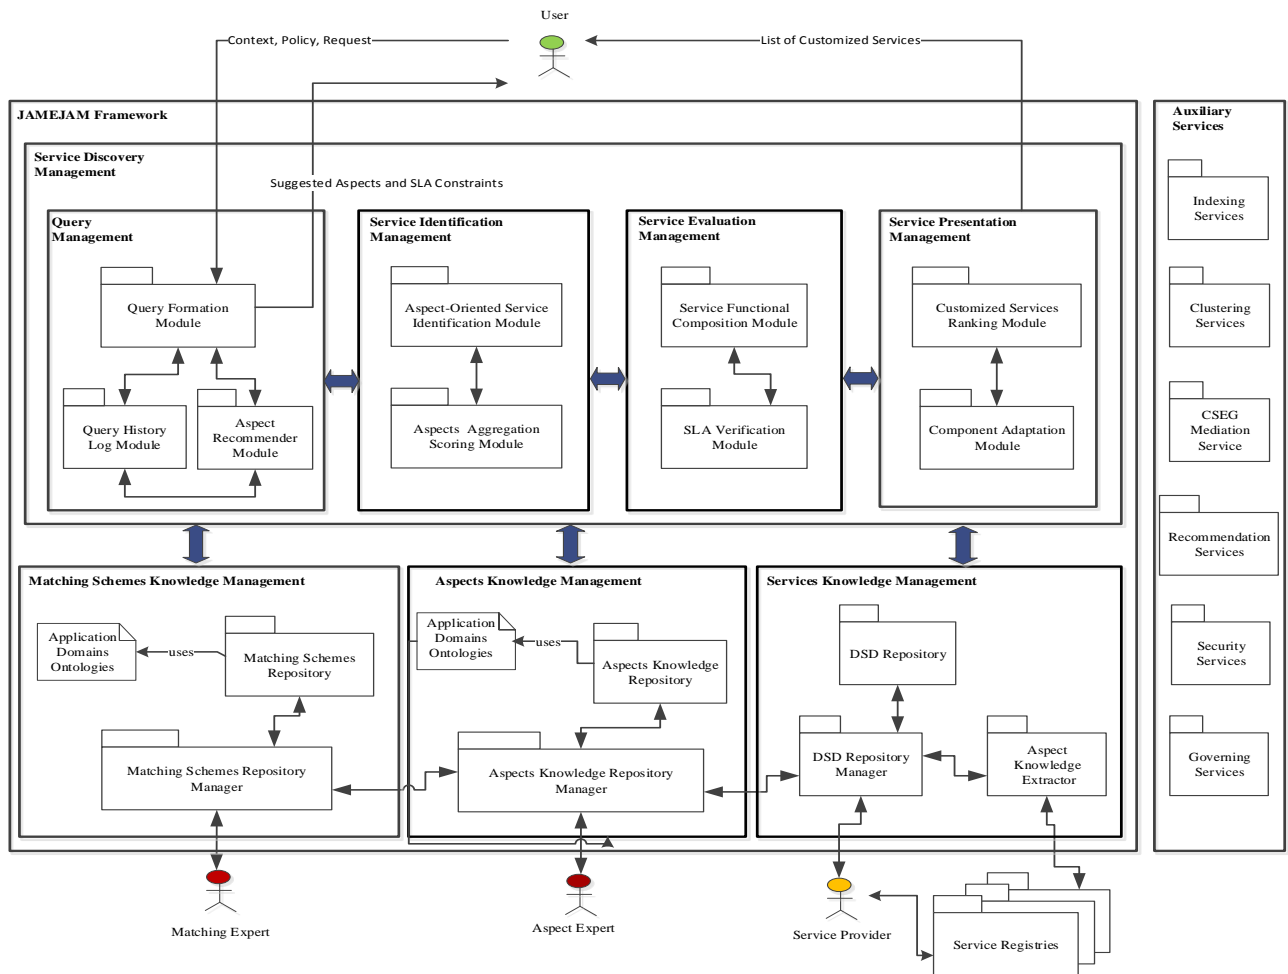 User
Context, Policy, Request
List of Customized Services
JAMEJAM Framework
Auxiliary
Services
Service Discovery
Management
Suggested Aspects and SLA Constraints
Query
Management
Service Identification
Management
Service Evaluation
Management
Service Presentation
Management
Query Formation
Module
Aspect-Oriented Service
Identification Module
Service Functional
Composition Module
Customized Services
Ranking Module
Query History
Log Module
Aspect
Recommender
Module
Aspects Aggregation
Scoring Module
SLA Verification
Module
Component Adaptation
Module
Indexing
Services
Clustering
Services
CSEG
Mediation
Service
Recommendation
Services
Security
Services
Governing
Services
Matching Schemes Knowledge Management
Application
Domains
Ontologies
uses
Matching Schemes
Repository
Matching Schemes Repository
Manager
Aspects Knowledge Management
Application
Domains
Ontologies
uses
Aspects Knowledge
Repository
Aspects Knowledge Repository
Manager
Services Knowledge Management
DSD Repository
DSD Repository
Manager
Aspect
Knowledge
Extractor
Matching Expert
Aspect Expert
Service Provider
Service Registries